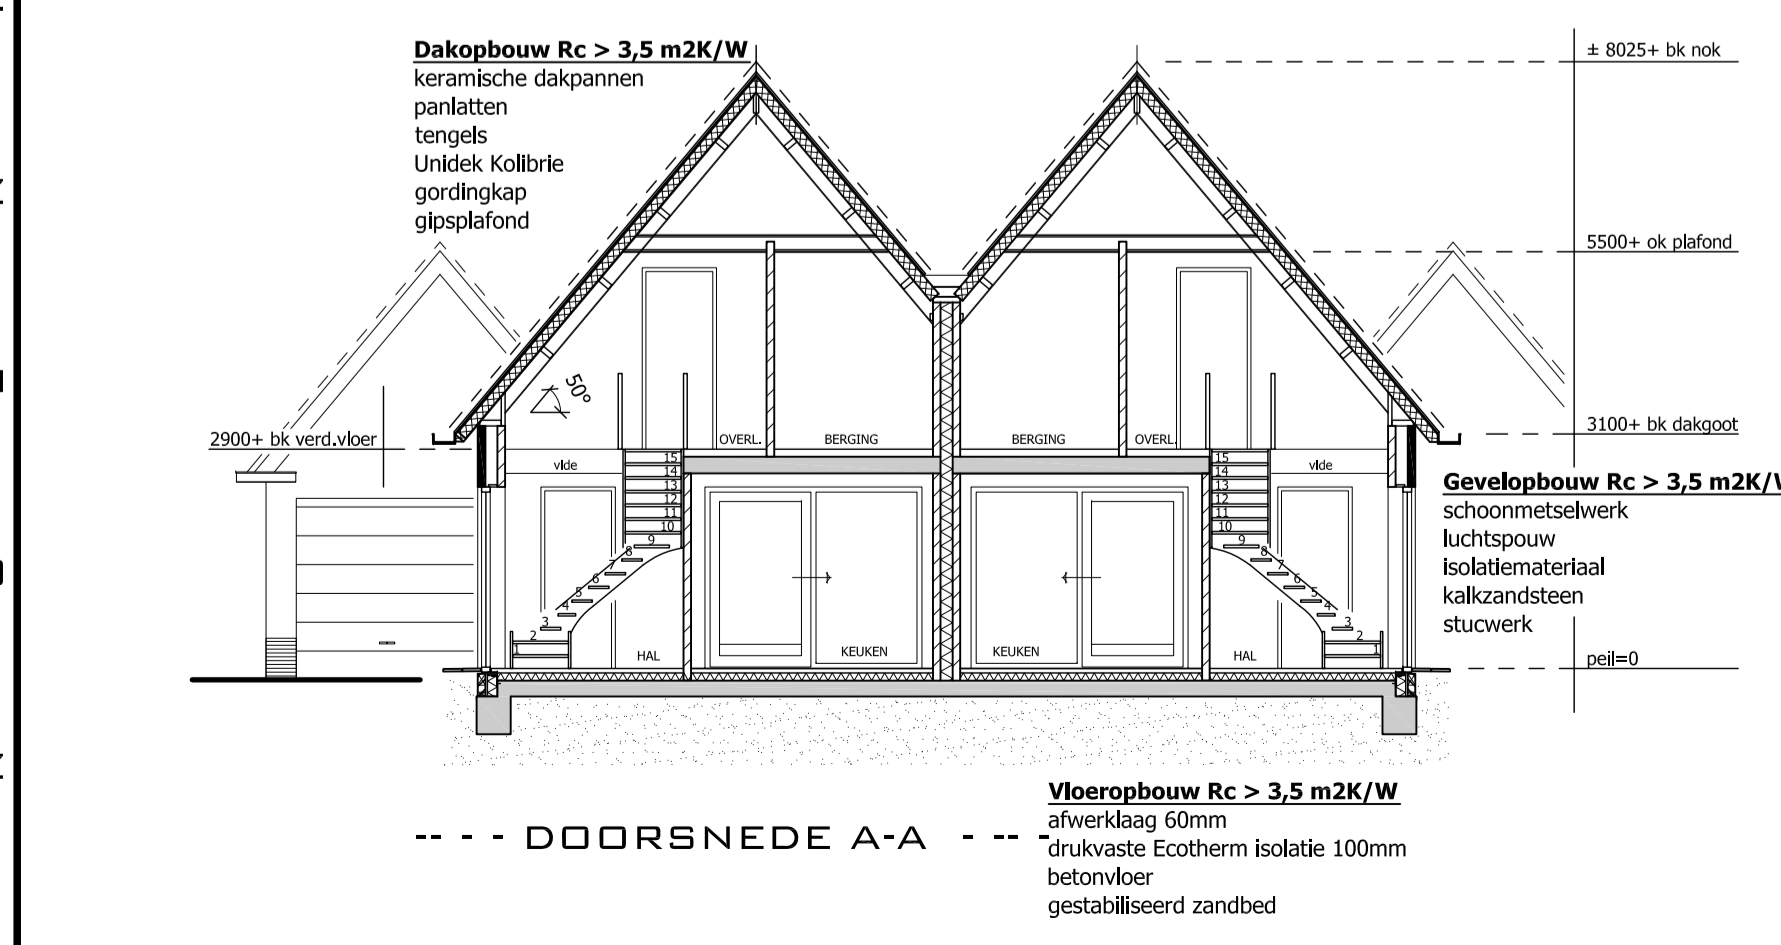 Dakopbouw Rc > 3,5 m2K/W
keramische dakpannen
panlatten
tengels
Unidek Kolibrie
gordingkap
gipsplafond
± 8025+ bk nok
5500+ ok plafond
3100+ bk dakgoot
peil=0
2900+ bk verd.vloer
50°
OVERL.
BERGING
BERGING
OVERL.
vide
vide
15
14
13
12
11
10
9
8
7
6
5
4
3
2
1
15
14
13
12
11
10
9
8
7
6
5
4
3
2
1
HAL
KEUKEN
KEUKEN
HAL
Gevelopbouw Rc > 3,5 m2K/W
schoonmetselwerk
luchtspouw
isolatiemateriaal
kalkzandsteen
stucwerk
DOORSNEDE A-A
Vloeropbouw Rc > 3,5 m2K/W
afwerklaag 60mm
drukvaste Ecotherm isolatie 100mm
betonvloer
gestabiliseerd zandbed